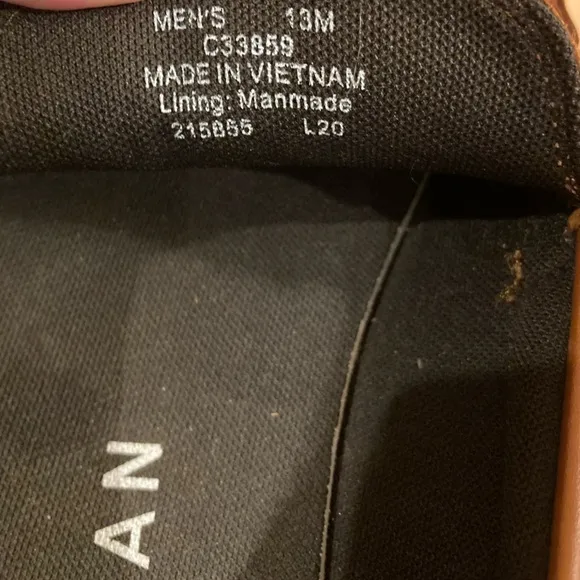 MEN'S 13M
C33859
MADE IN VIETNAM
Lining: Manmade
215855 L20
AN